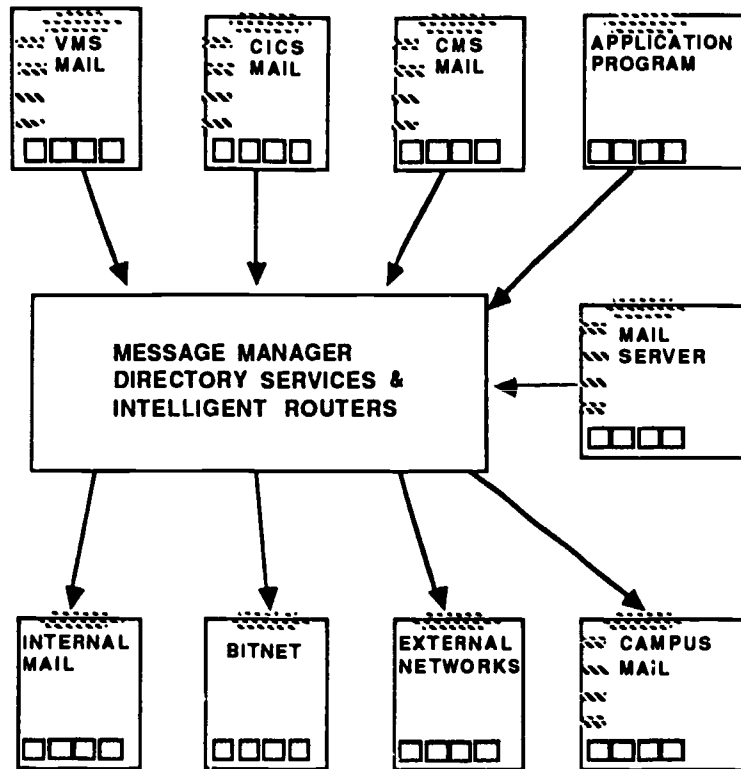 VMS
MAIL
CICS
MAIL
CMS
MAIL
APPLICATION
PROGRAM
MESSAGE MANAGER
DIRECTORY SERVICES &
INTELLIGENT ROUTERS
MAIL
SERVER
INTERNAL
MAIL
BITNET
EXTERNAL
NETWORKS
CAMPUS
MAiL